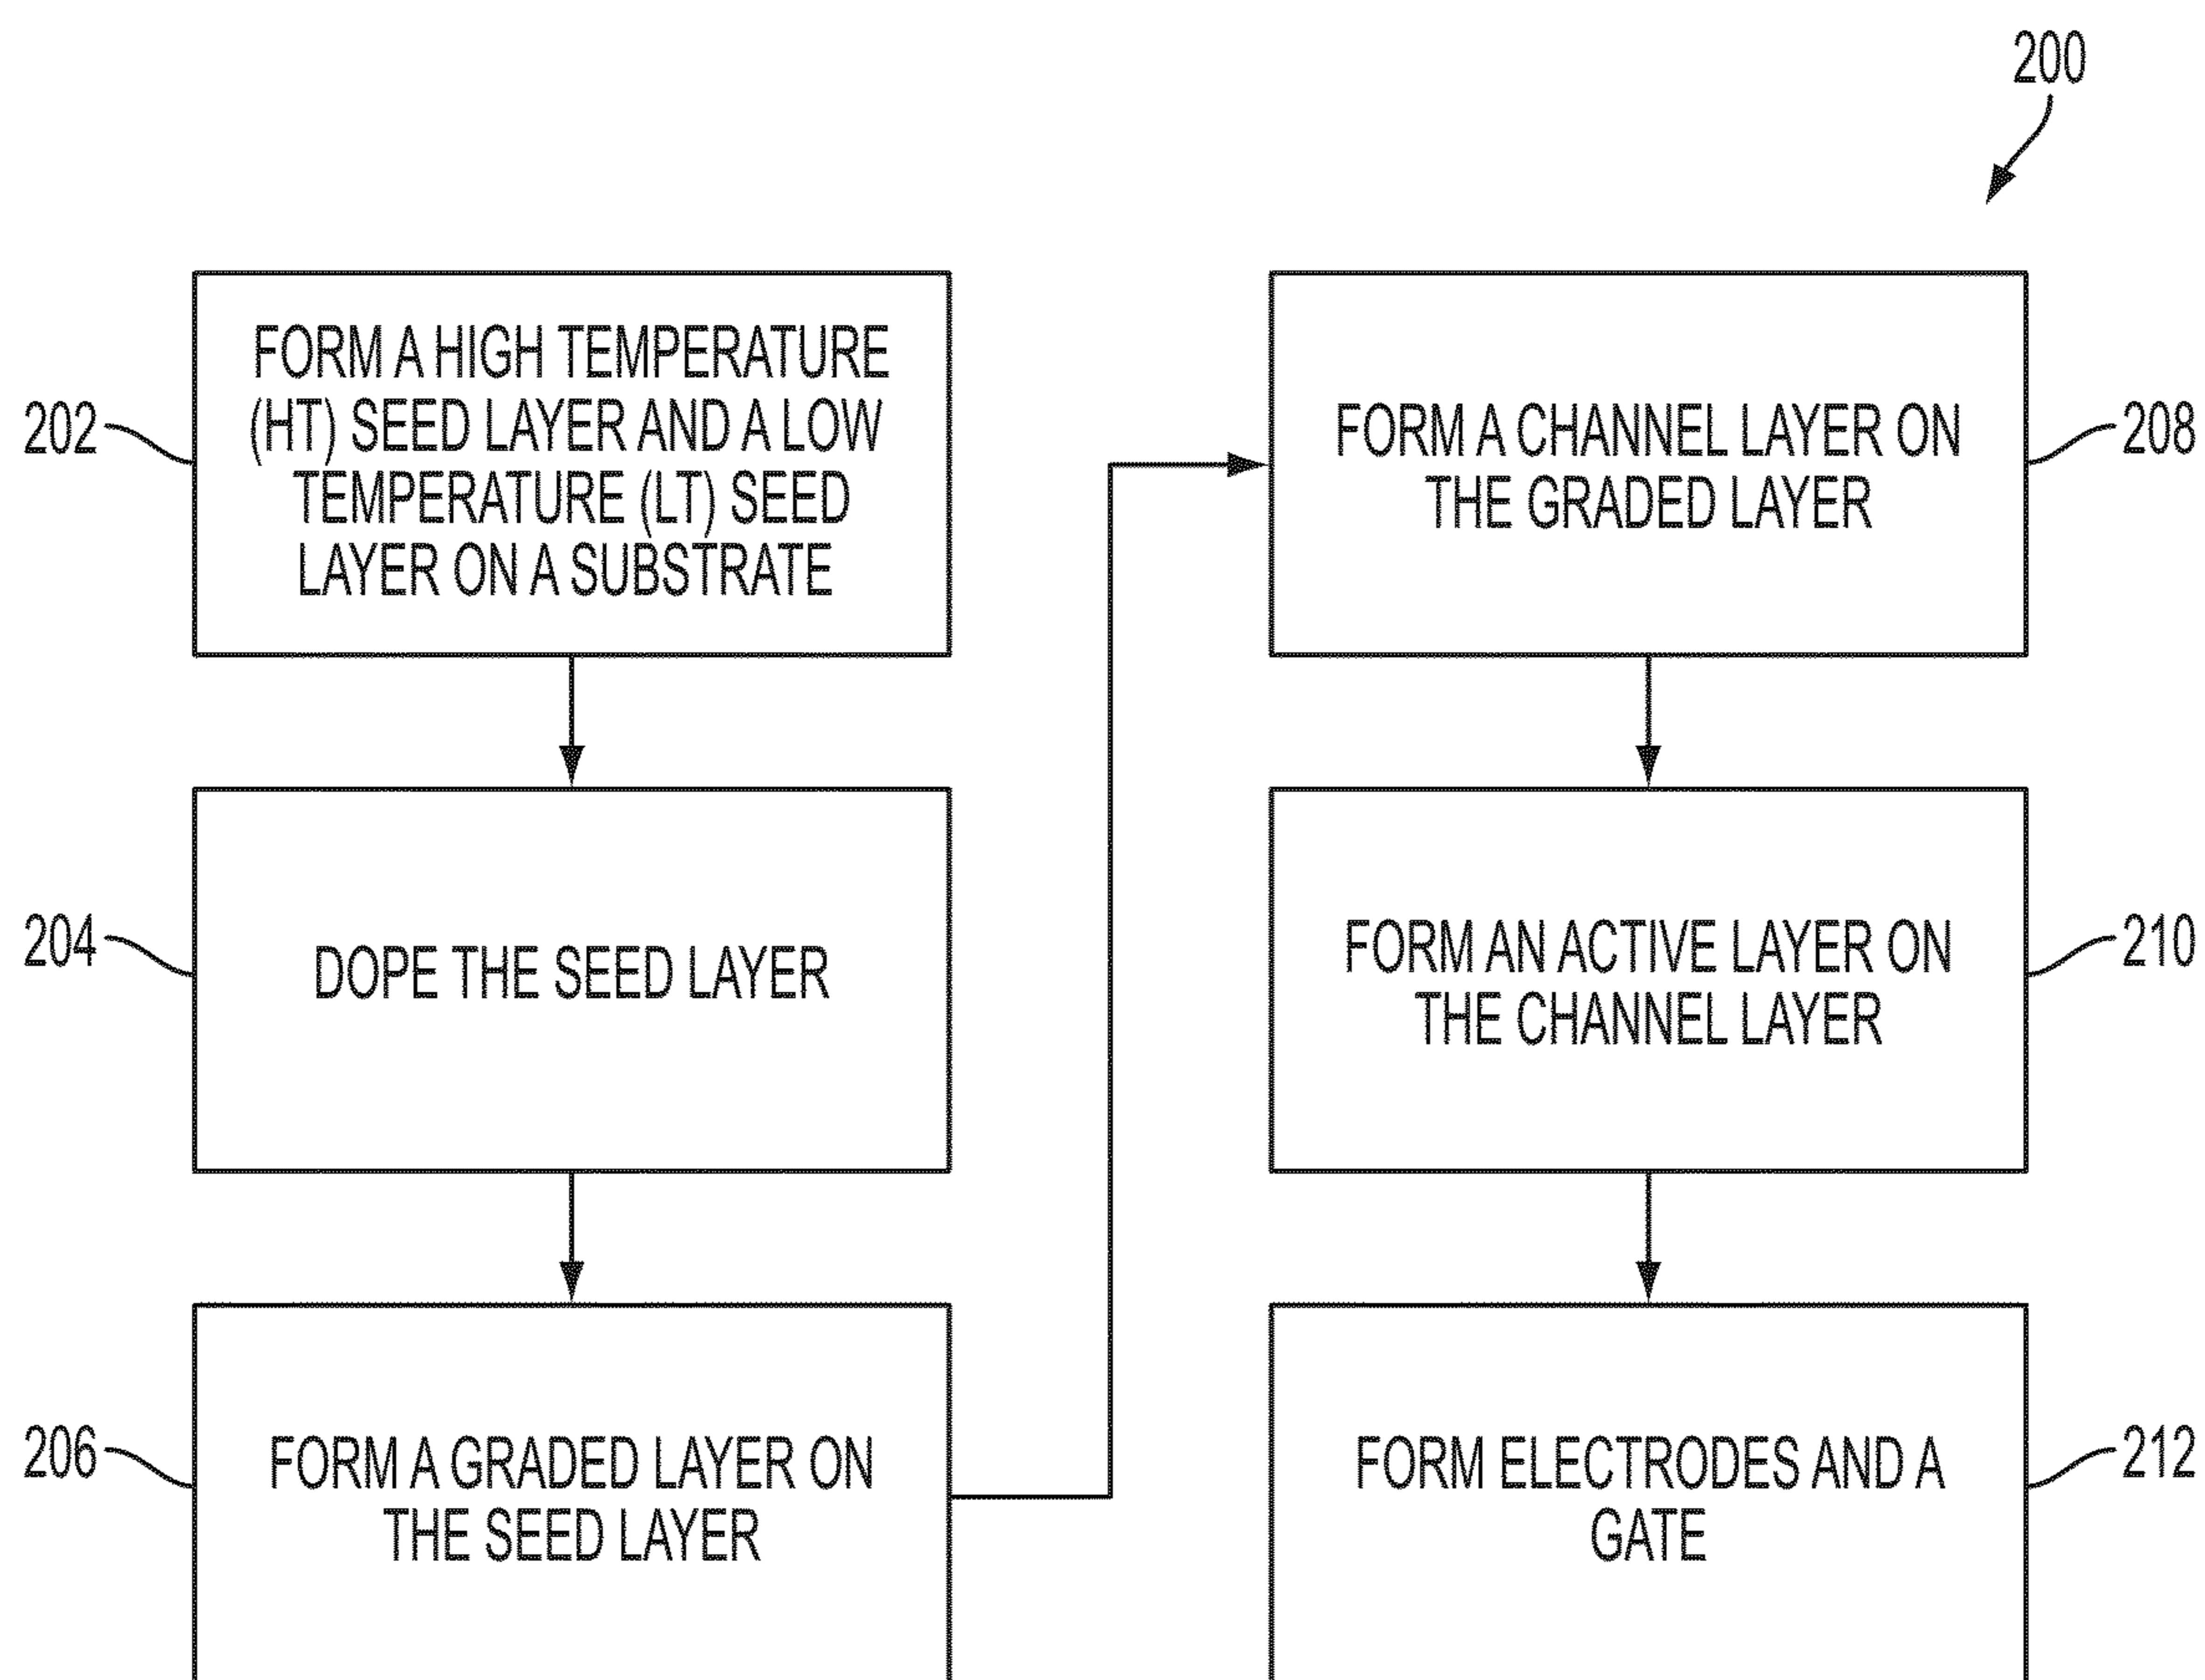 200
202
FORM A HIGH TEMPERATURE
(HT) SEED LAYER AND A LOW
TEMPERATURE (LT) SEED
LAYER ON A SUBSTRATE
204
DOPE THE SEED LAYER
206
FORM A GRADED LAYER ON
THE SEED LAYER
208
FORM A CHANNEL LAYER ON
THE GRADED LAYER
210
FORM AN ACTIVE LAYER ON
THE CHANNEL LAYER
212
FORM ELECTRODES AND A
GATE